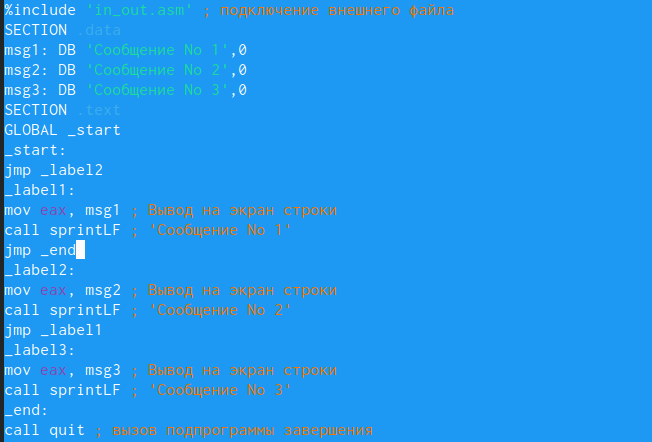 %include 'in_out.asm' ; подключение внешнего файла
SECTION .data
msg1: DB 'Сообщение No 1',0
msg2: DB 'Сообщение No 2',0
msg3: DB 'Сообщение No 3',0
SECTION .text
GLOBAL _start
_start:
jmp _label2
_label1:
mov eax, msg1 ; Вывод на экран строки
call sprintLF ; 'Сообщение No 1'
jmp _end
_label2:
mov eax, msg2 ; Вывод на экран строки
call sprintLF ; 'Сообщение No 2'
jmp _label1
_label3:
mov eax, msg3 ; Вывод на экран строки
call sprintLF ; 'Сообщение No 3'
_end:
call quit ; вызов подпрограммы завершения